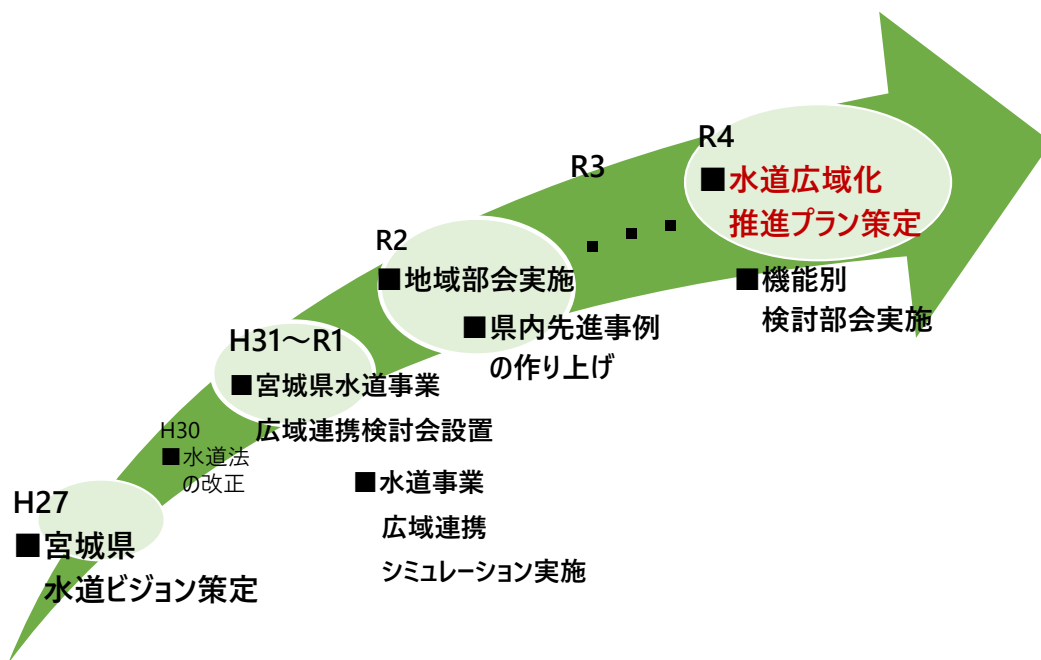 H27
■宮城県
水道ビジョン策定
H30
■水道法
の改正
H31～R1
■宮城県水道事業
広域連携検討会設置
■水道事業
広域連携
シミュレーション実施
R2
■地域部会実施
■県内先進事例
の作り上げ
R3
R4
■水道広域化
推進プラン策定
■機能別
検討部会実施